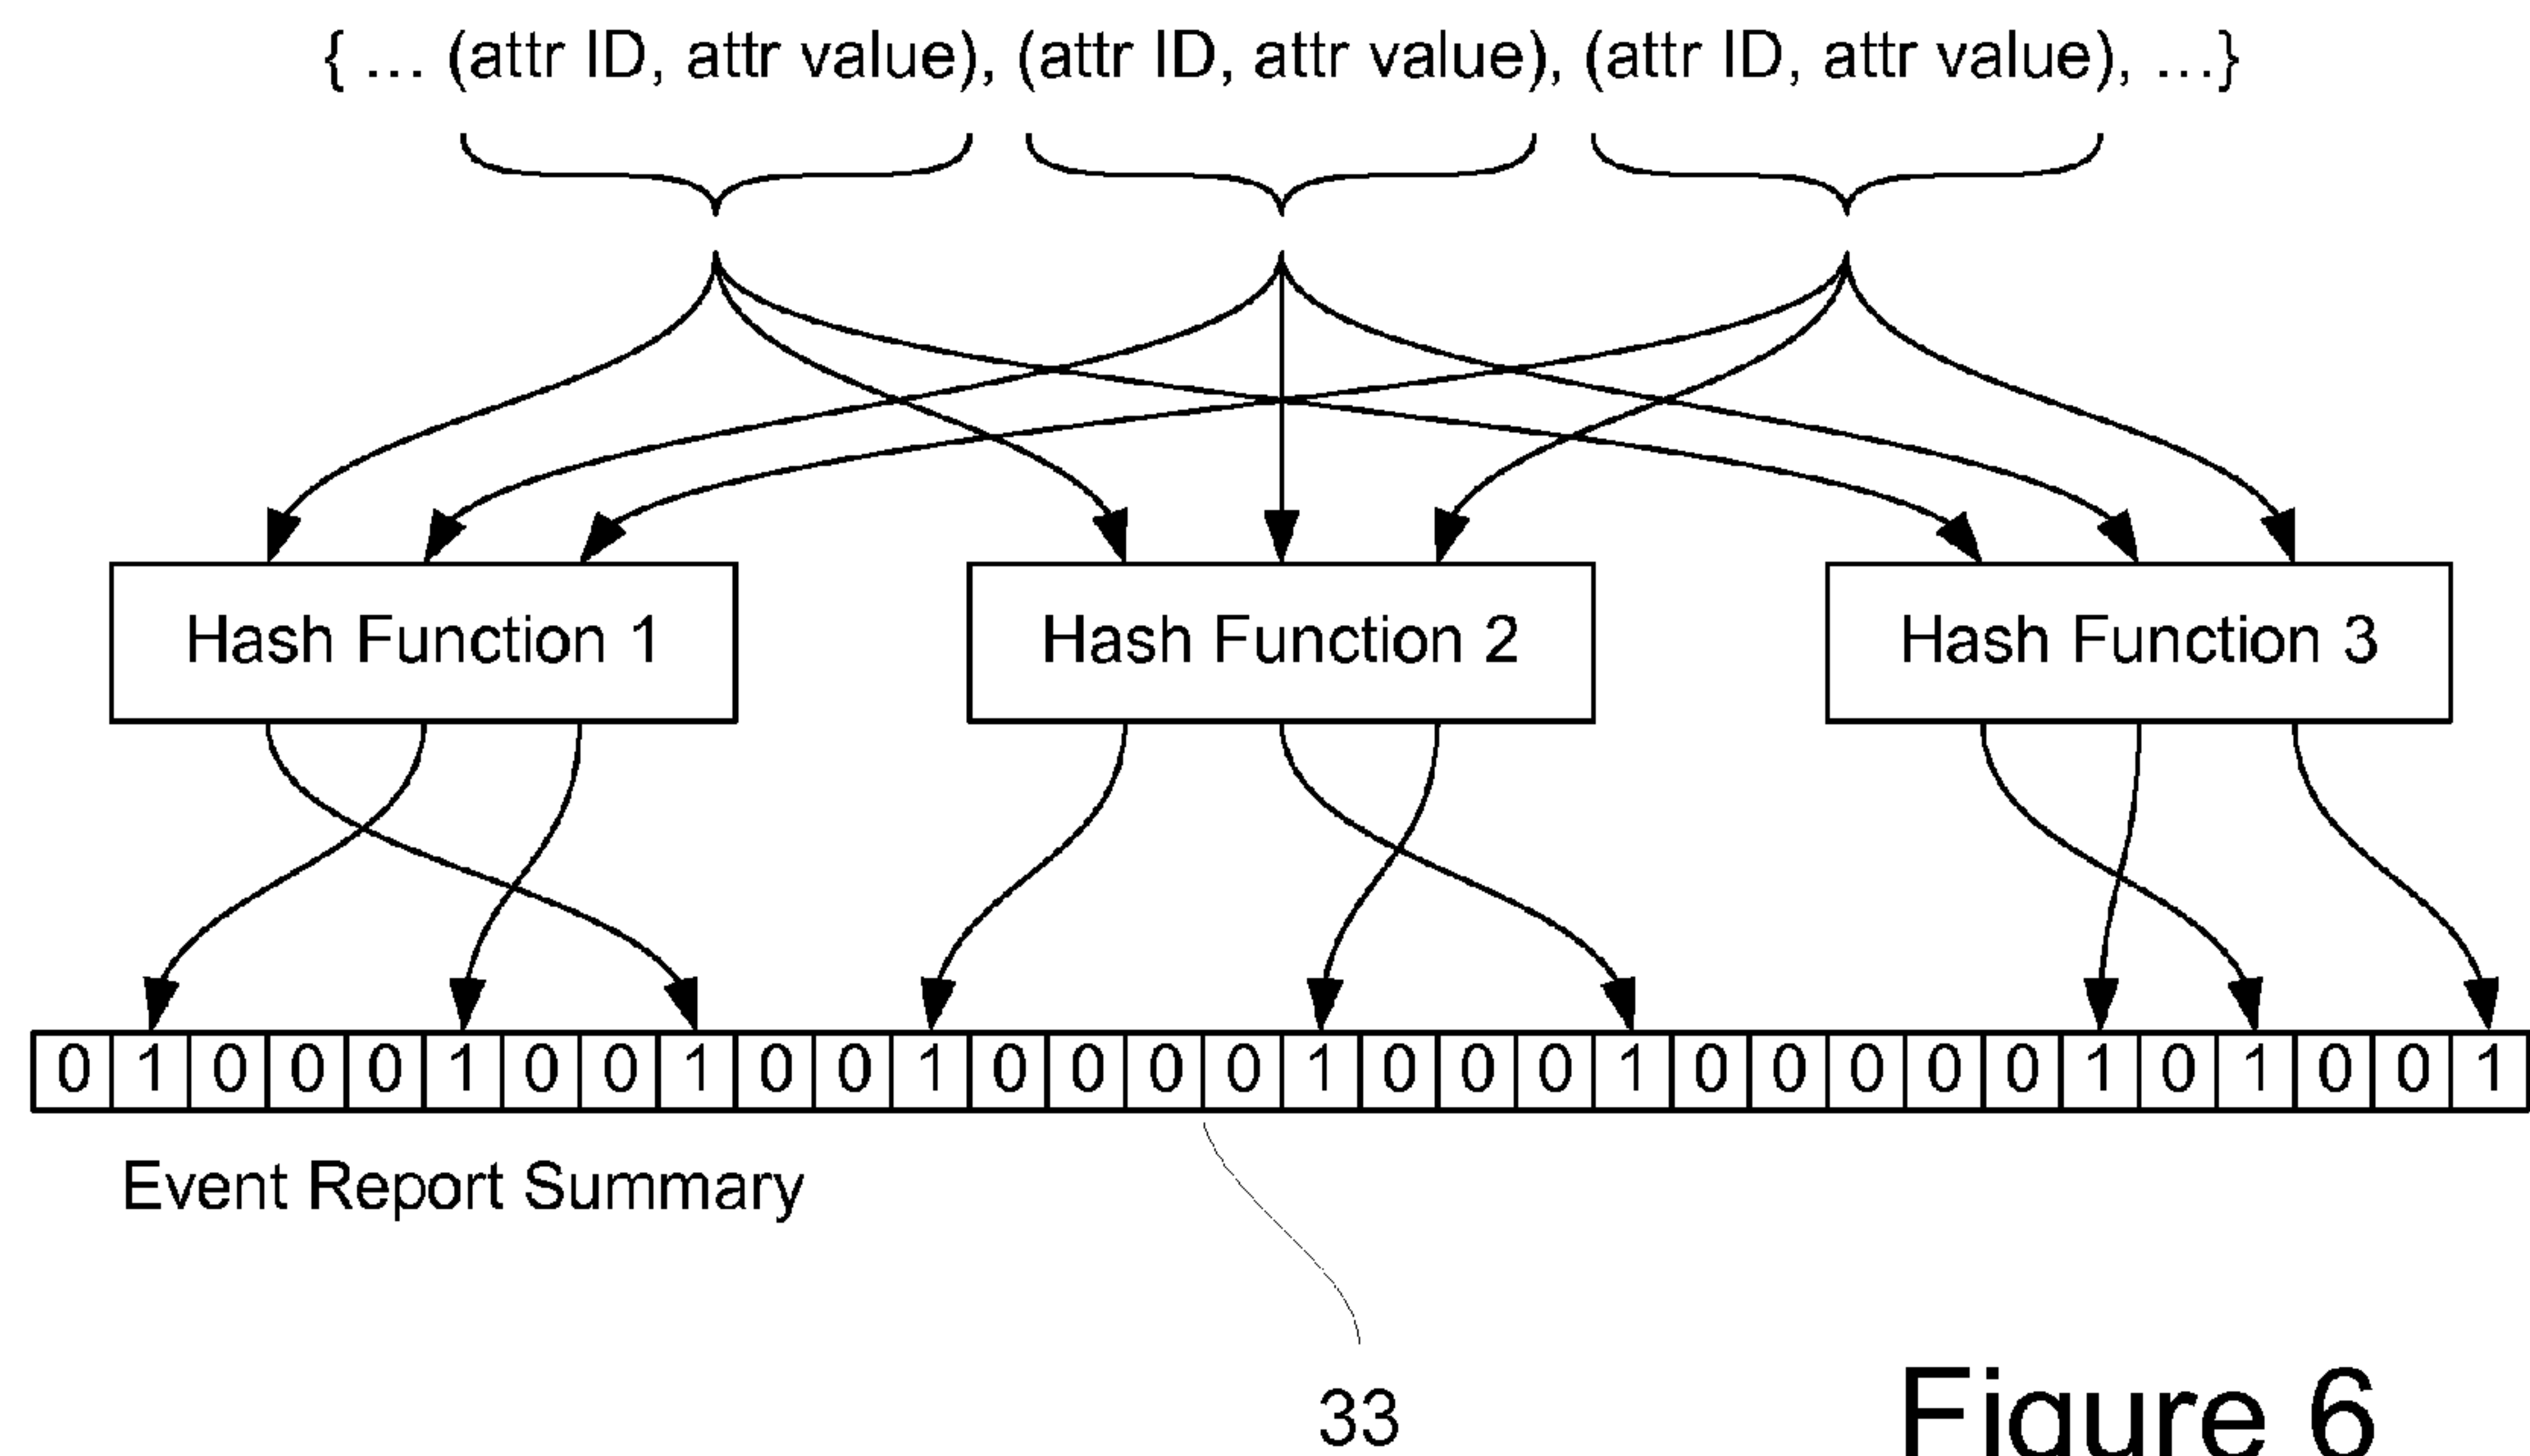 { ... (attr ID, attr value), (attr ID, attr value), (attr ID, attr value), ...}
Hash Function 1
Hash Function 2
Hash Function 3
0 1 0 0 0 1 0 0 1 0 0 1 0 0 0 0 1 0 0 0 1 0 0 0 0 0 1 0 1 0 0 1
Event Report Summary
33
Figure 6